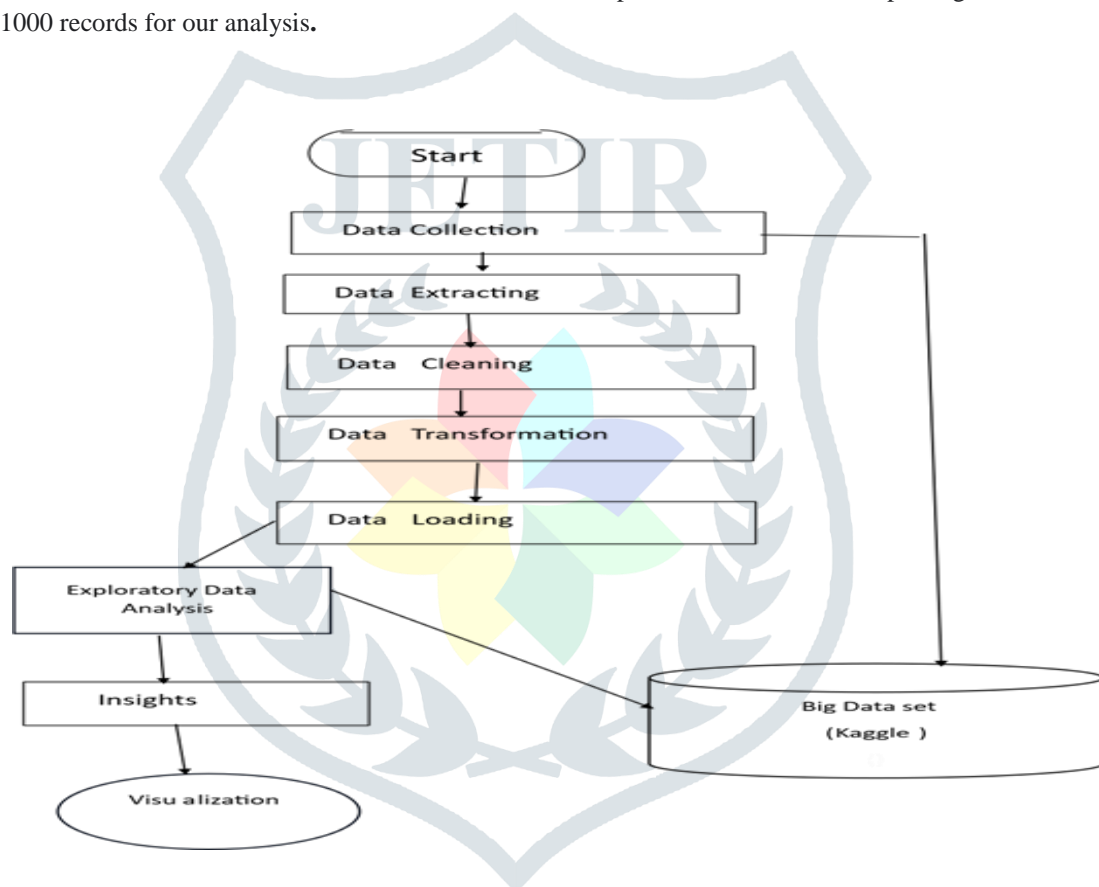 1000 records for our analysis.
JETIR
Start
Data Collection
Data Extracting
Data Cleaning
Data Transformation
Data Loading
Exploratory Data
Analysis
Insights
Visu alization
Big Data set
(Kaggle )